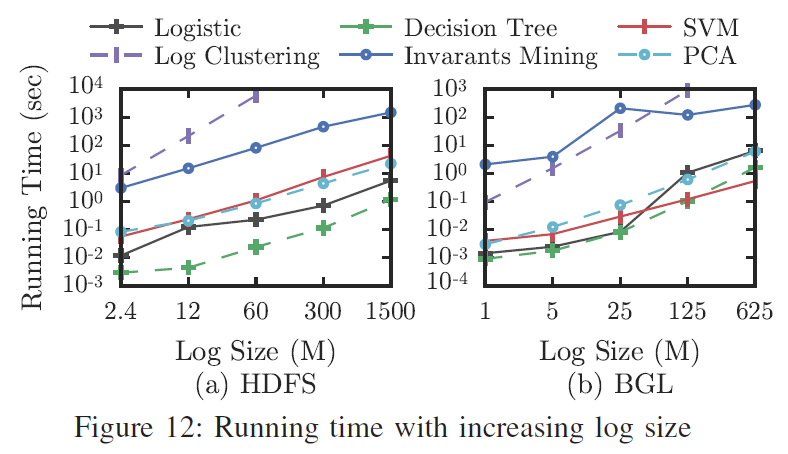 Logistic Decision Tree SVM
Log Clustering Invarants Mining PCA
Running Time (sec)
10^4
10^3
10^2
10^1
10^0
10^-1
10^-2
10^-3
2.4 12 60 300 1500
Log Size (M)
(a) HDFS
10^3
10^2
10^1
10^0
10^-1
10^-2
10^-3
10^-4
1 5 25 125 625
Log Size (M)
(b) BGL
Figure 12: Running time with increasing log size